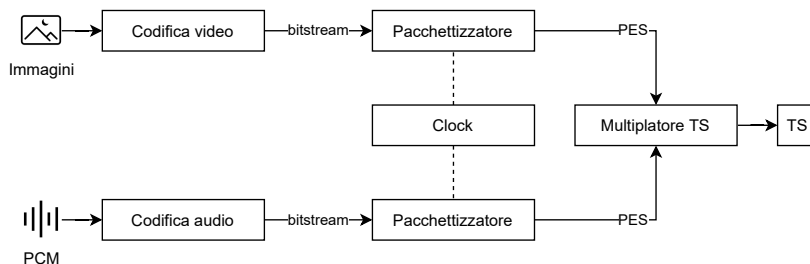 Codifica video
bitstream
Pacchettizzatore
PES
Immagini
Clock
Multiplatore TS
TS
Codifica audio
bitstream
Pacchettizzatore
PES
PCM